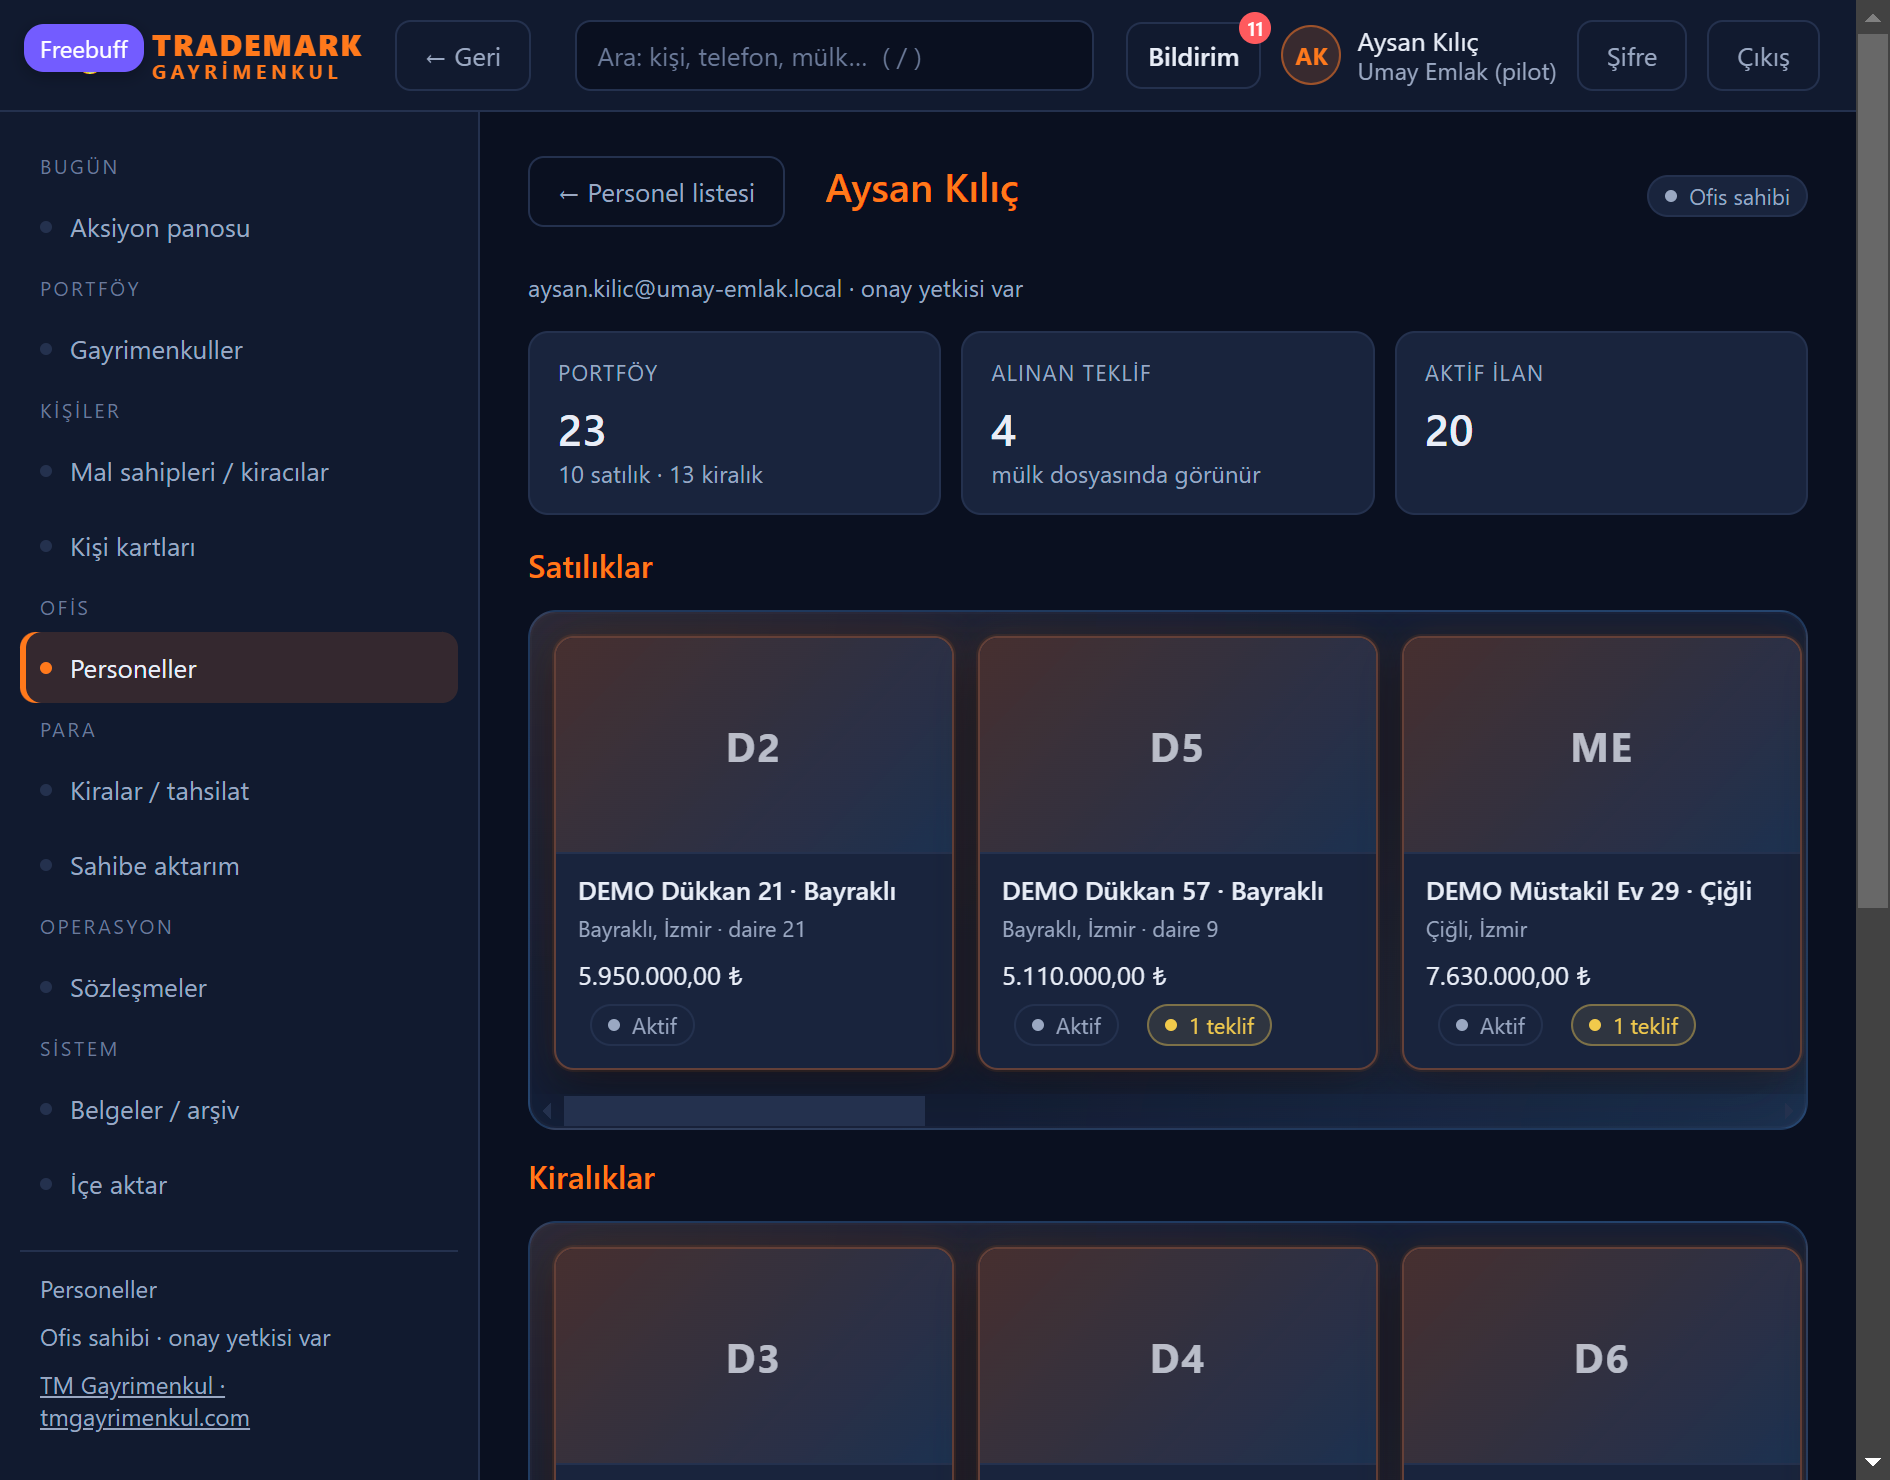 Freebuff
TRADEMARK
GAYRİMENKUL
← Geri
Ara: kişi, telefon, mülk... ( / )
Bildirim
11
AK
Aysan Kılıç
Umay Emlak (pilot)
Şifre
Çıkış
BUGÜN
Aksiyon panosu
PORTFÖY
Gayrimenkuller
KİŞİLER
Mal sahipleri / kiracılar
Kişi kartları
OFİS
Personeller
PARA
Kiralar / tahsilat
Sahibe aktarım
OPERASYON
Sözleşmeler
SİSTEM
Belgeler / arşiv
İçe aktar
Personeller
Ofis sahibi · onay yetkisi var
TM Gayrimenkul ·
tmgayrimenkul.com
← Personel listesi
Aysan Kılıç
Ofis sahibi
aysan.kilic@umay-emlak.local · onay yetkisi var
PORTFÖY
23
10 satılık · 13 kiralık
ALINAN TEKLİF
4
mülk dosyasında görünür
AKTİF İLAN
20
Satılıklar
D2
DEMO Dükkan 21 · Bayraklı
Bayraklı, İzmir · daire 21
5.950.000,00 ₺
Aktif
D5
DEMO Dükkan 57 · Bayraklı
Bayraklı, İzmir · daire 9
5.110.000,00 ₺
Aktif
1 teklif
ME
DEMO Müstakil Ev 29 · Çiğli
Çiğli, İzmir
7.630.000,00 ₺
Aktif
1 teklif
Kiralıklar
D3
D4
D6